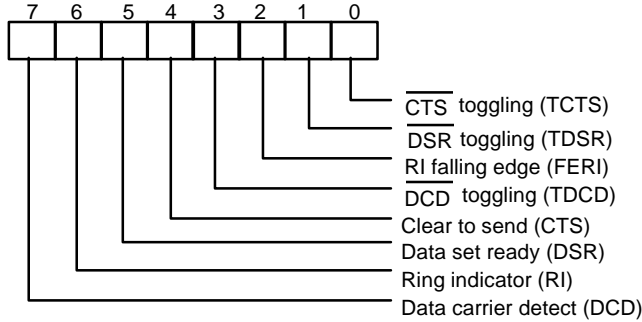 7 6 5 4 3 2 1 0
CTS toggling (TCTS)
DSR toggling (TDSR)
RI falling edge (FERI)
DCD toggling (TDCD)
Clear to send (CTS)
Data set ready (DSR)
Ring indicator (RI)
Data carrier detect (DCD)